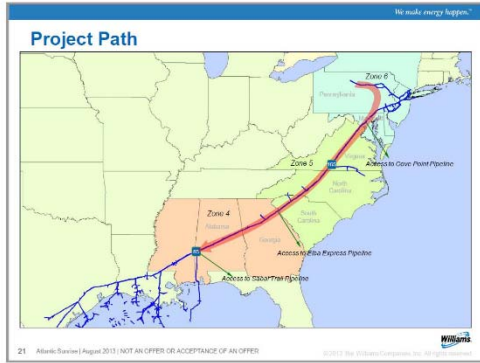 We make energy happen.™
Project Path
Zone 6
Pennsylvania
Zone 5
Virginia
Access to Cove Point Pipeline
North
Carolina
Zone 4
South
Carolina
Alabama
Georgia
Access to Elba Express Pipeline
Access to Sabal Trail Pipeline
Williams
21 Atlantic Sunrise | August 2013 | NOT AN OFFER OR ACCEPTANCE OF AN OFFER
©2013 The Williams Companies, Inc. All rights reserved.